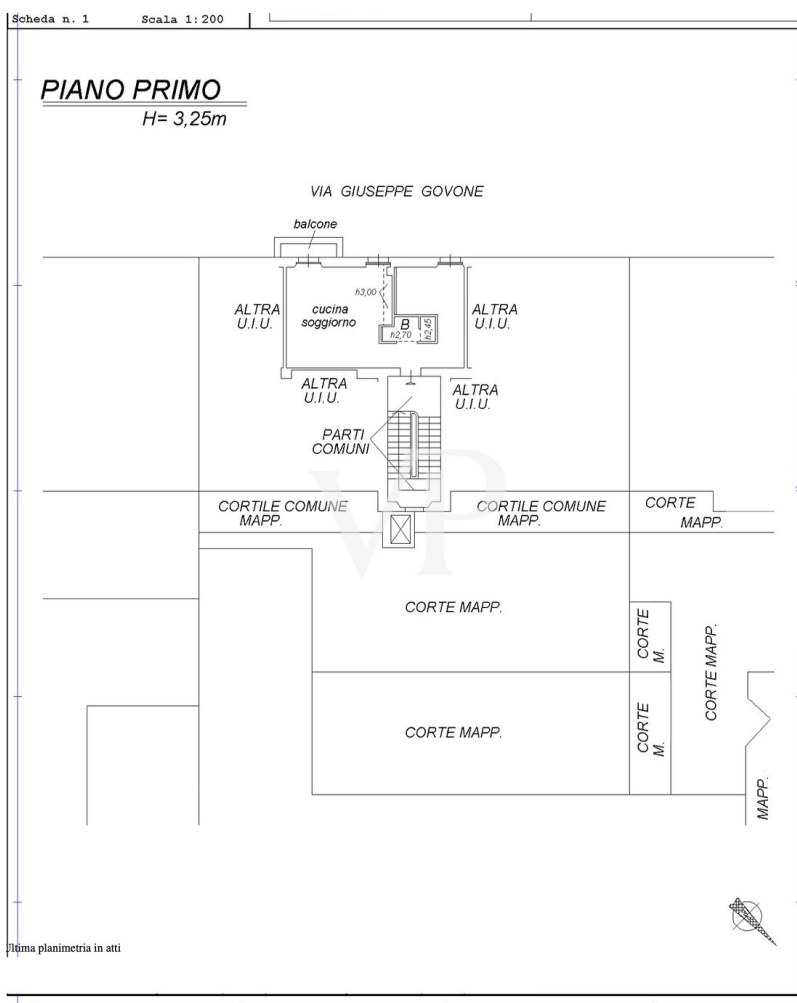 Scheda n. 1 Scala 1:200
PIANO PRIMO
H= 3,25m
VIA GIUSEPPE GOVONE
balcone
ALTRA
U.I.U.
cucina
soggiorno
h3,00
B
h2,70
h2,45
ALTRA
U.I.U.
ALTRA
U.I.U.
ALTRA
U.I.U.
PARTI
COMUNI
CORTILE COMUNE
MAPP.
CORTILE COMUNE
MAPP.
CORTE
MAPP.
VP
CORTE MAPP.
CORTE
M.
CORTE MAPP.
CORTE MAPP.
CORTE
M.
MAPP.
Ultima planimetria in atti